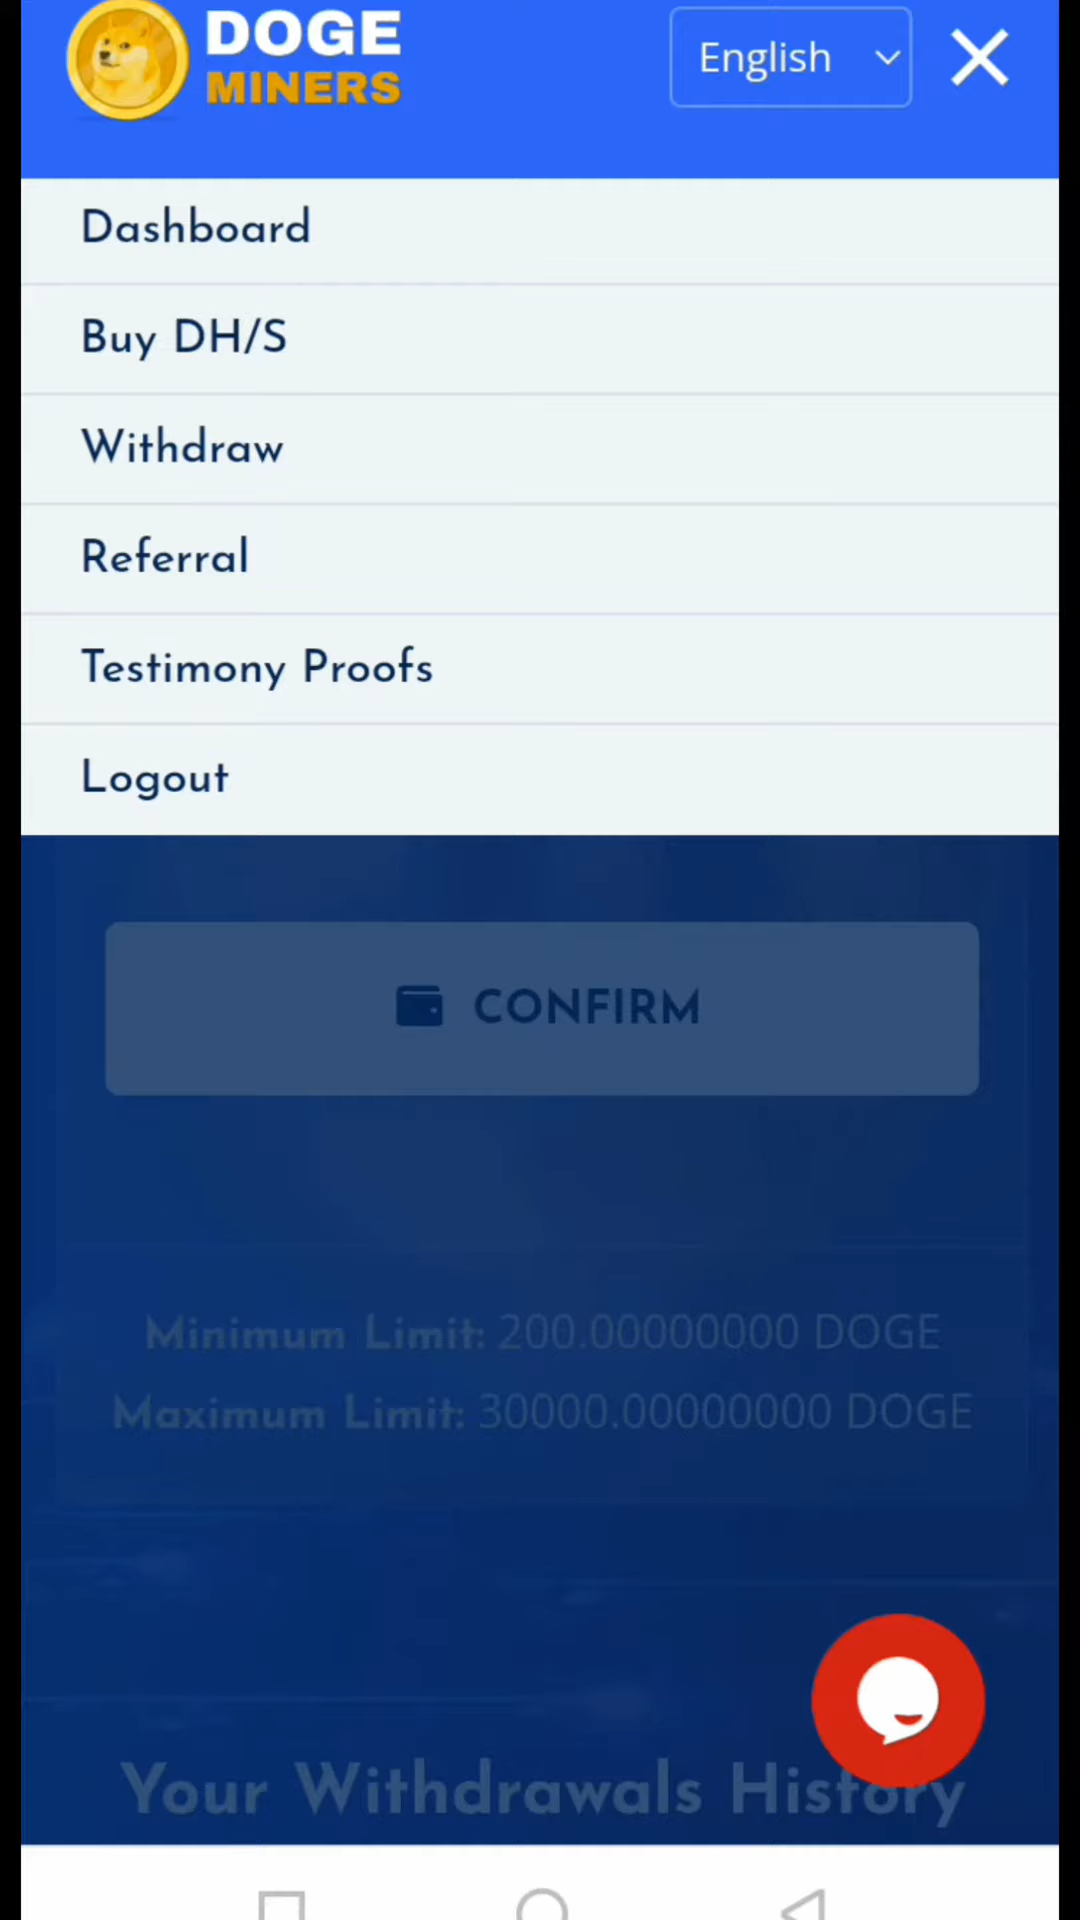 DOGE
MINERS
English
Dashboard
Buy DH/S
Withdraw
Referral
Testimony Proofs
Logout
CONFIRM
Minimum Limit: 200.00000000 DOGE
Maximum Limit: 30000.00000000 DOGE
Your Withdrawals History